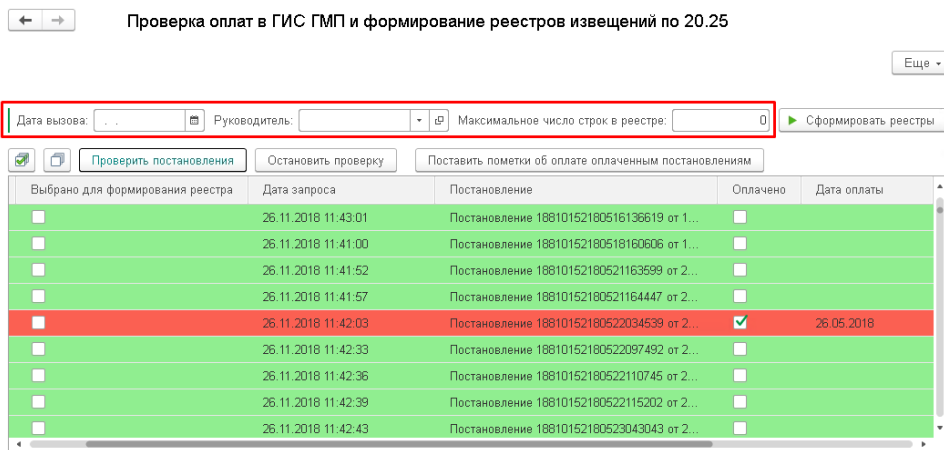 Проверка оплат в ГИС ГМП и формирование реестров извещений по 20.25
Еще
Дата вызова: . . Руководитель: Максимальное число строк в реестре: 0 Сформировать реестры
Проверить постановления Остановить проверку Поставить пометки об оплате оплаченным постановлениям
Выбрано для формирования реестра Дата запроса Постановление Оплачено Дата оплаты
26.11.2018 11:43:01 Постановление 18810152180516136619 от 1...
26.11.2018 11:41:00 Постановление 18810152180518160606 от 1...
26.11.2018 11:41:52 Постановление 18810152180521163599 от 2...
26.11.2018 11:41:57 Постановление 18810152180521164447 от 2...
26.11.2018 11:42:03 Постановление 18810152180522034539 от 2... 26.05.2018
26.11.2018 11:42:33 Постановление 18810152180522097492 от 2...
26.11.2018 11:42:36 Постановление 18810152180522110745 от 2...
26.11.2018 11:42:39 Постановление 18810152180522115202 от 2...
26.11.2018 11:42:43 Постановление 18810152180523043043 от 2...